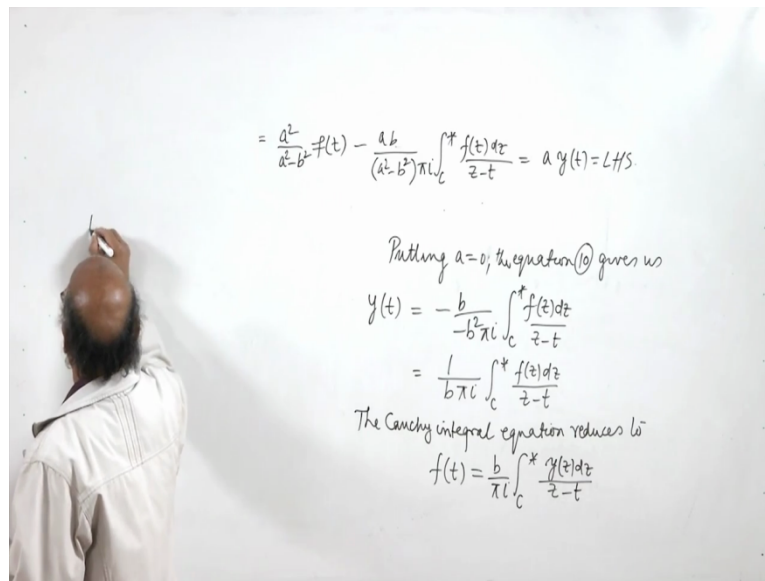 = a²/(a²-b²) f(t) - ab/((a²-b²)πi) ∫_C^* f(z)dz/(z-t) = a y(t) = LHS.
Putting a=0, the equation ⑩ gives us
y(t) = - b/(-b²πi) ∫_C^* f(z)dz/(z-t)
= 1/(bπi) ∫_C^* f(z)dz/(z-t)
The Cauchy integral equation reduces to
f(t) = b/(πi) ∫_C^* y(z)dz/(z-t)